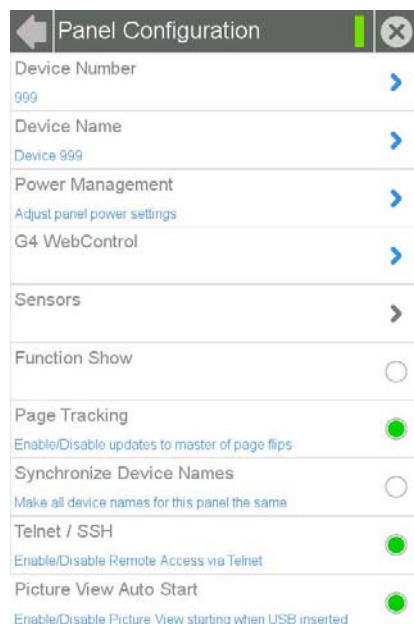 Panel Configuration
Device Number
999
Device Name
Device 999
Power Management
Adjust panel power settings
G4 WebControl
Sensors
Function Show
Page Tracking
Enable/Disable updates to master of page flips
Synchronize Device Names
Make all device names for this panel the same
Telnet / SSH
Enable/Disable Remote Access via Telnet
Picture View Auto Start
Enable/Disable Picture View starting when USB inserted